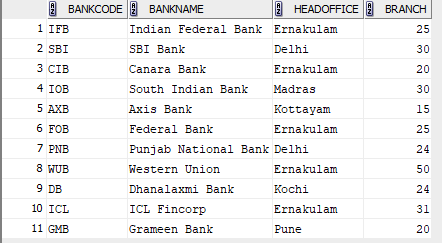 BANKCODE BANKNAME HEADOFFICE BRANCH
1 IFB Indian Federal Bank Ernakulam 25
2 SBI SBI Bank Delhi 30
3 CIB Canara Bank Ernakulam 20
4 IOB South Indian Bank Madras 30
5 AXB Axis Bank Kottayam 15
6 FOB Federal Bank Ernakulam 25
7 PNB Punjab National Bank Delhi 24
8 WUB Western Union Ernakulam 50
9 DB Dhanalaxmi Bank Kochi 24
10 ICL ICL Fincorp Ernakulam 31
11 GMB Grameen Bank Pune 20